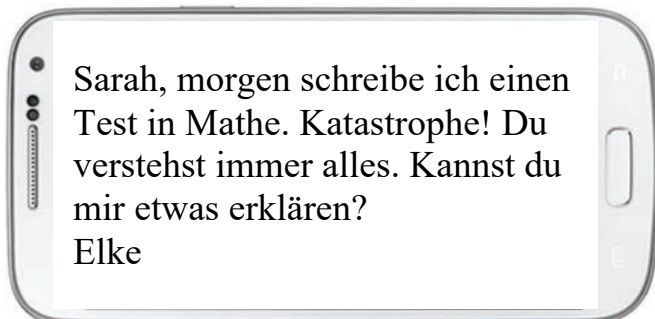 Sarah, morgen schreibe ich einen
Test in Mathe. Katastrophe! Du
verstehst immer alles. Kannst du
mir etwas erklären?
Elke